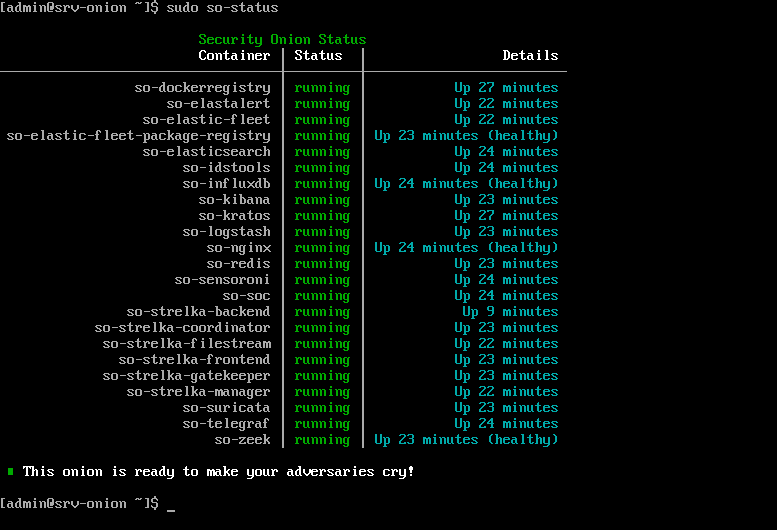 [admin@srv-onion ~]$ sudo so-status
Security Onion Status
Container | Status | Details
so-dockerregistry | running | Up 27 minutes
so-elastalert | running | Up 22 minutes
so-elastic-fleet | running | Up 22 minutes
so-elastic-fleet-package-registry | running | Up 23 minutes (healthy)
so-elasticsearch | running | Up 24 minutes
so-idstools | running | Up 24 minutes
so-influxdb | running | Up 24 minutes (healthy)
so-kibana | running | Up 23 minutes
so-kratos | running | Up 27 minutes
so-logstash | running | Up 23 minutes
so-nginx | running | Up 24 minutes (healthy)
so-redis | running | Up 23 minutes
so-sensoroni | running | Up 24 minutes
so-soc | running | Up 24 minutes
so-strelka-backend | running | Up 9 minutes
so-strelka-coordinator | running | Up 23 minutes
so-strelka-filestream | running | Up 22 minutes
so-strelka-frontend | running | Up 23 minutes
so-strelka-gatekeeper | running | Up 23 minutes
so-strelka-manager | running | Up 22 minutes
so-suricata | running | Up 23 minutes
so-telegraf | running | Up 24 minutes
so-zeek | running | Up 23 minutes (healthy)
■ This onion is ready to make your adversaries cry!
[admin@srv-onion ~]$ _